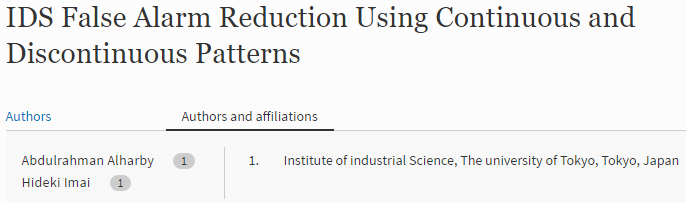 IDS False Alarm Reduction Using Continuous and
Discontinuous Patterns
Authors
Authors and affiliations
Abdulrahman Alharby 1
Hideki Imai 1
1. Institute of industrial Science, The university of Tokyo, Tokyo, Japan